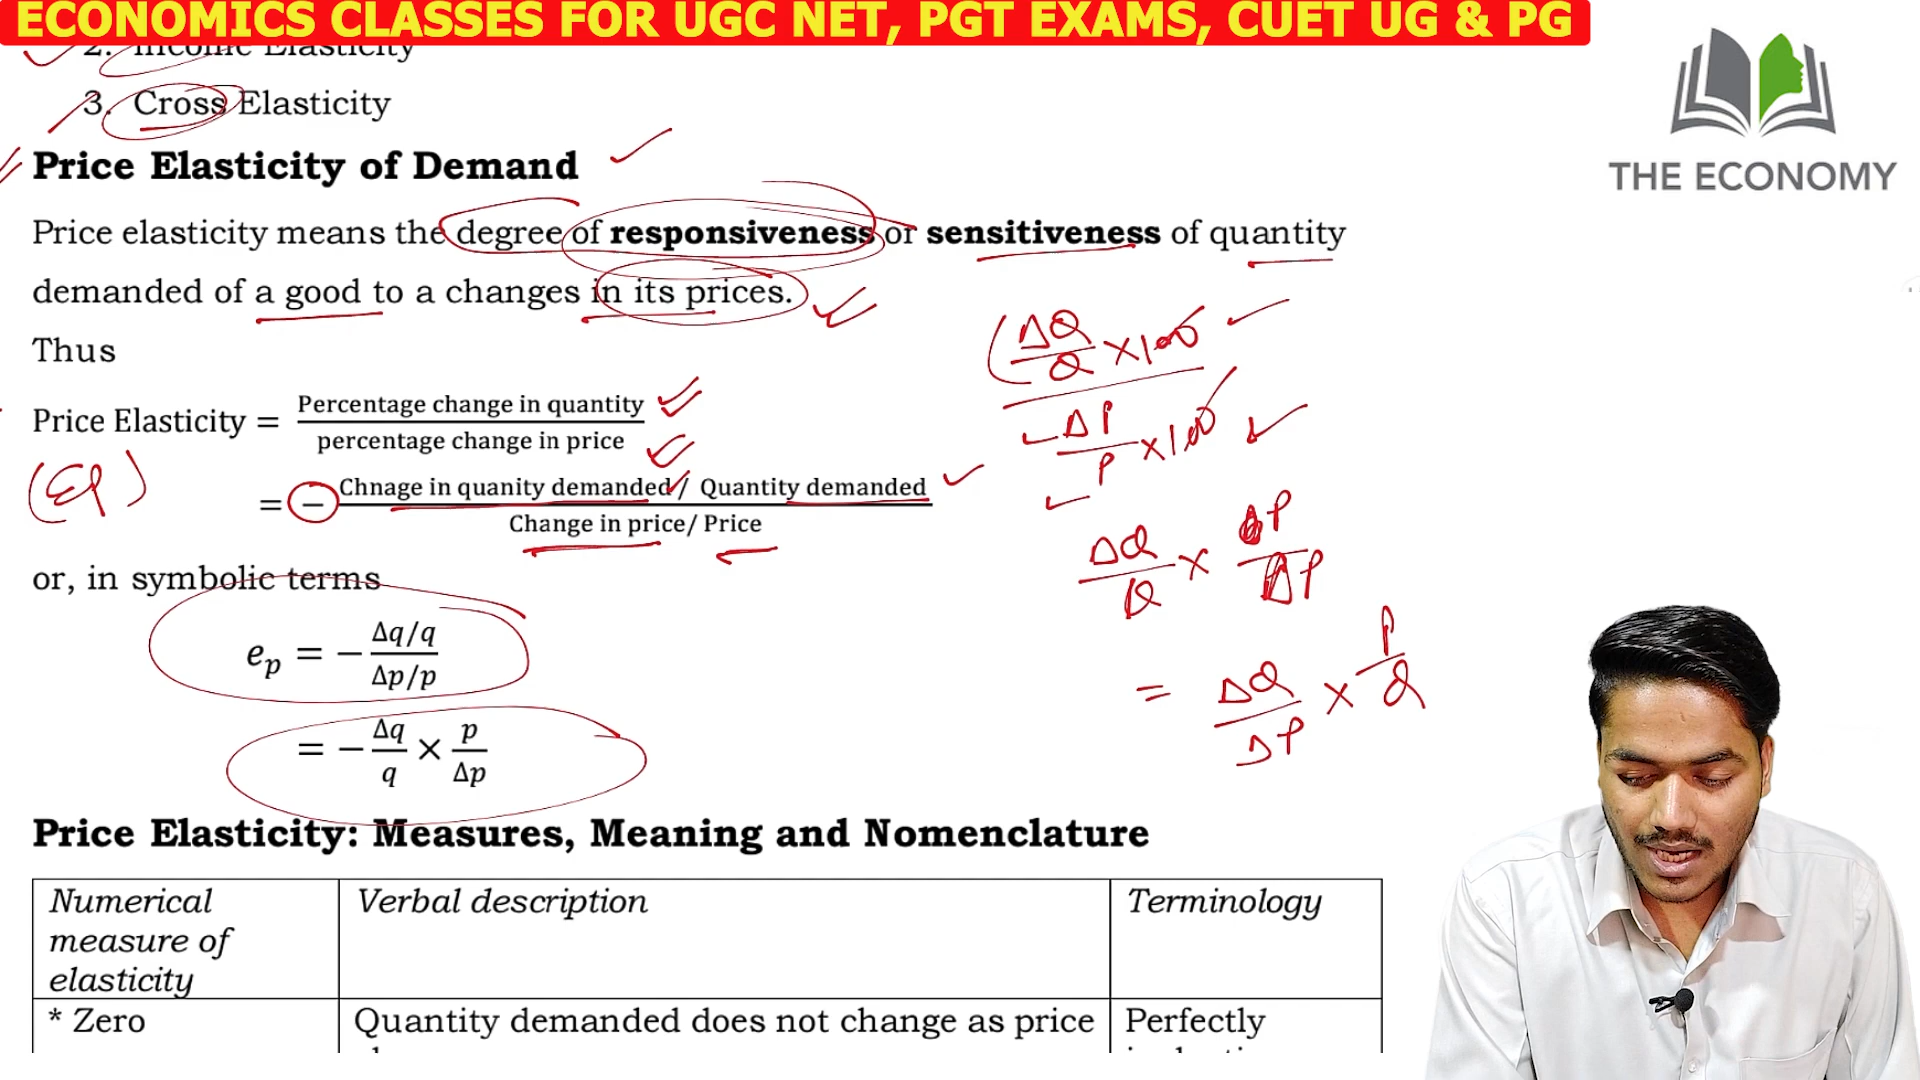 ECONOMICS CLASSES FOR UGC NET, PGT EXAMS, CUET UG & PG
2. Income Elasticity
3. Cross Elasticity
THE ECONOMY
Price Elasticity of Demand
Price elasticity means the degree of responsiveness or sensitiveness of quantity
demanded of a good to a changes in its prices.
Thus
Price Elasticity = Percentage change in quantity / percentage change in price
(Ep)
= − Chnage in quanity demanded / Quantity demanded
Change in price/ Price
or, in symbolic terms
eₚ = − Δq/q / Δp/p
= − Δq/q × p/Δp
ΔQ/Q ×100
ΔP/P ×100
ΔQ/Q × P/ΔP
= ΔQ/ΔP × P/Q
Price Elasticity: Measures, Meaning and Nomenclature
Numerical measure of elasticity
Verbal description
Terminology
* Zero
Quantity demanded does not change as price
Perfectly